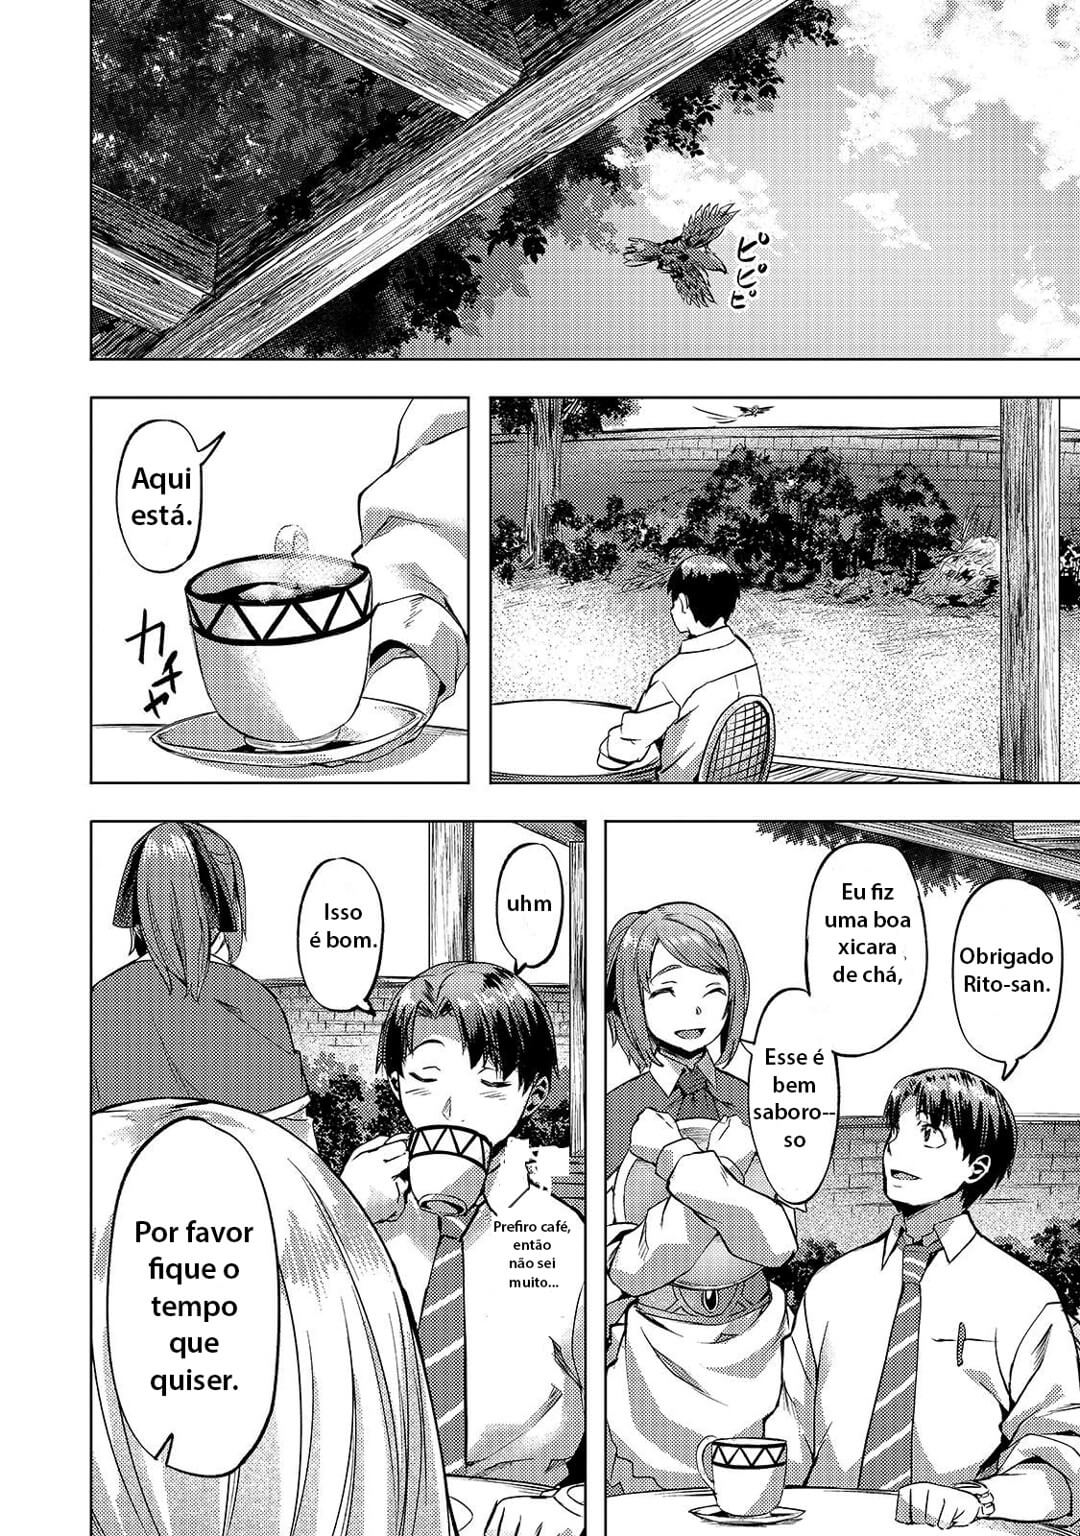 ピピピ
Aqui
está.
カチャ
Obrigado
Rito-san.
Eu fiz
uma boa
xicara
de chá,
Esse é
bem
saboro--
so
uhm
Isso
é bom.
Prefiro café,
então
não sei
muito...
Por favor
fique o
tempo
que
quiser.